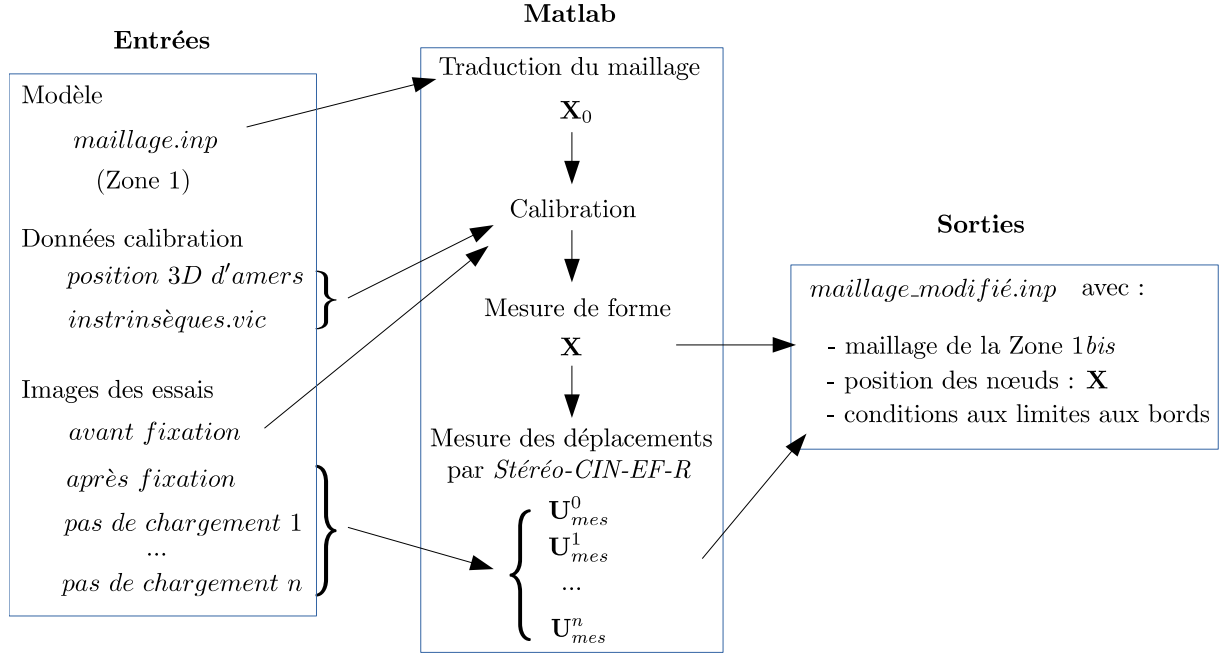 Entrées
Modèle
maillage.inp
(Zone 1)
Données calibration
position 3D d'amers
instrinsèques.vic
Images des essais
avant fixation
après fixation
pas de chargement 1
...
pas de chargement n
Matlab
Traduction du maillage
X₀
Calibration
Mesure de forme
X
Mesure des déplacements
par Stéréo-CIN-EF-R
U⁰mes
U¹mes
...
Uⁿmes
Sorties
maillage_modifié.inp avec :
- maillage de la Zone 1bis
- position des nœuds : X
- conditions aux limites aux bords